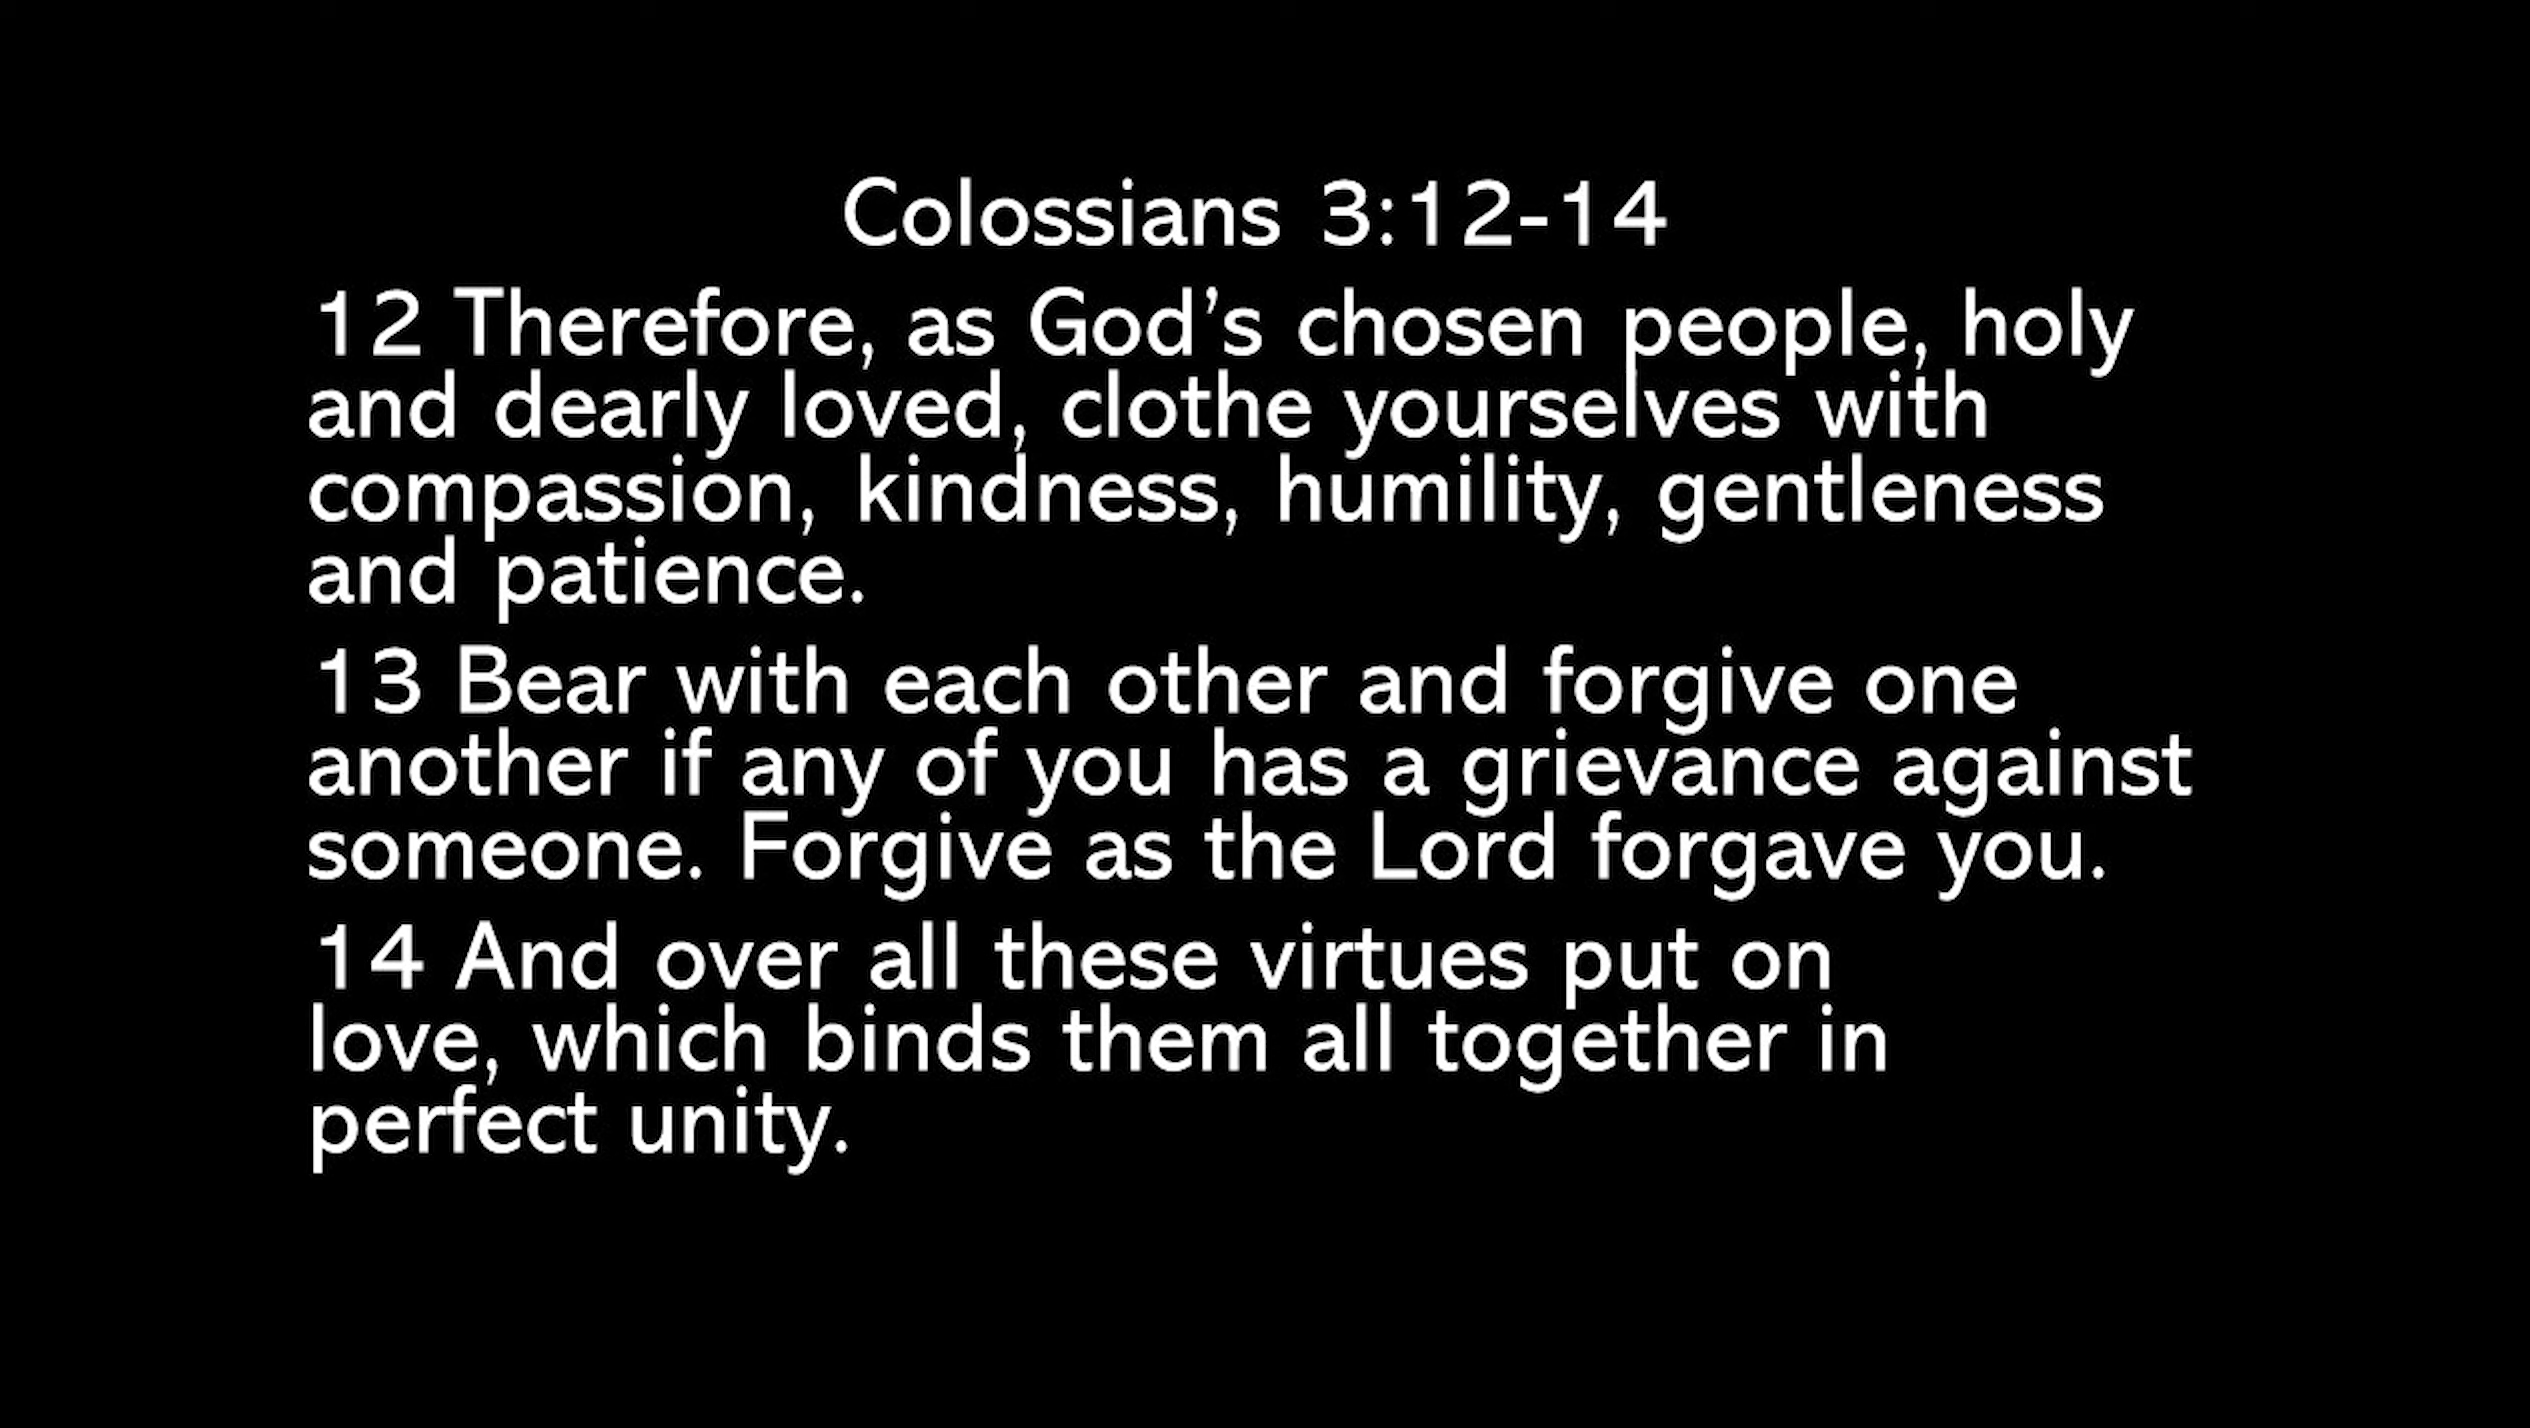 Colossians 3:12-14
12 Therefore, as God’s chosen people, holy
and dearly loved, clothe yourselves with
compassion, kindness, humility, gentleness
and patience.
13 Bear with each other and forgive one
another if any of you has a grievance against
someone. Forgive as the Lord forgave you.
14 And over all these virtues put on
love, which binds them all together in
perfect unity.